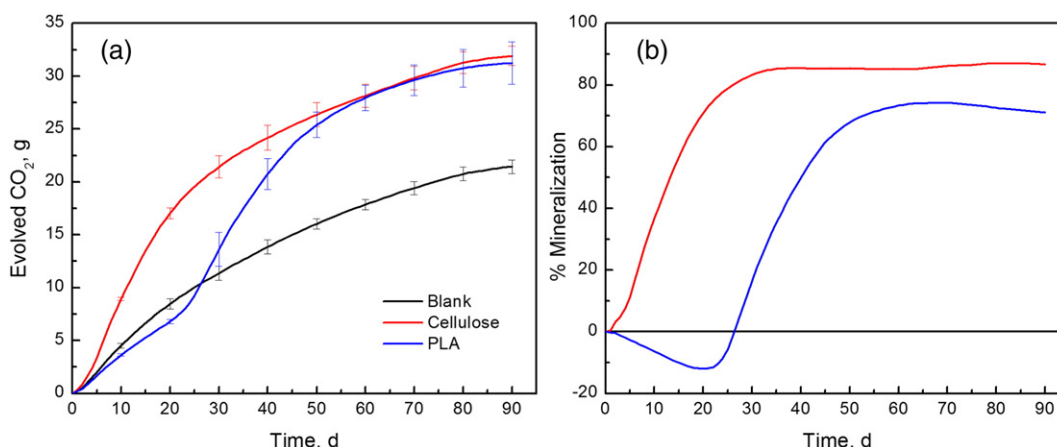 (a)
Evolved CO₂, g
35
30
25
20
15
10
5
0
Blank
Cellulose
PLA
0 10 20 30 40 50 60 70 80 90
Time, d
(b)
% Mineralization
100
80
60
40
20
0
-20
0 10 20 30 40 50 60 70 80 90
Time, d